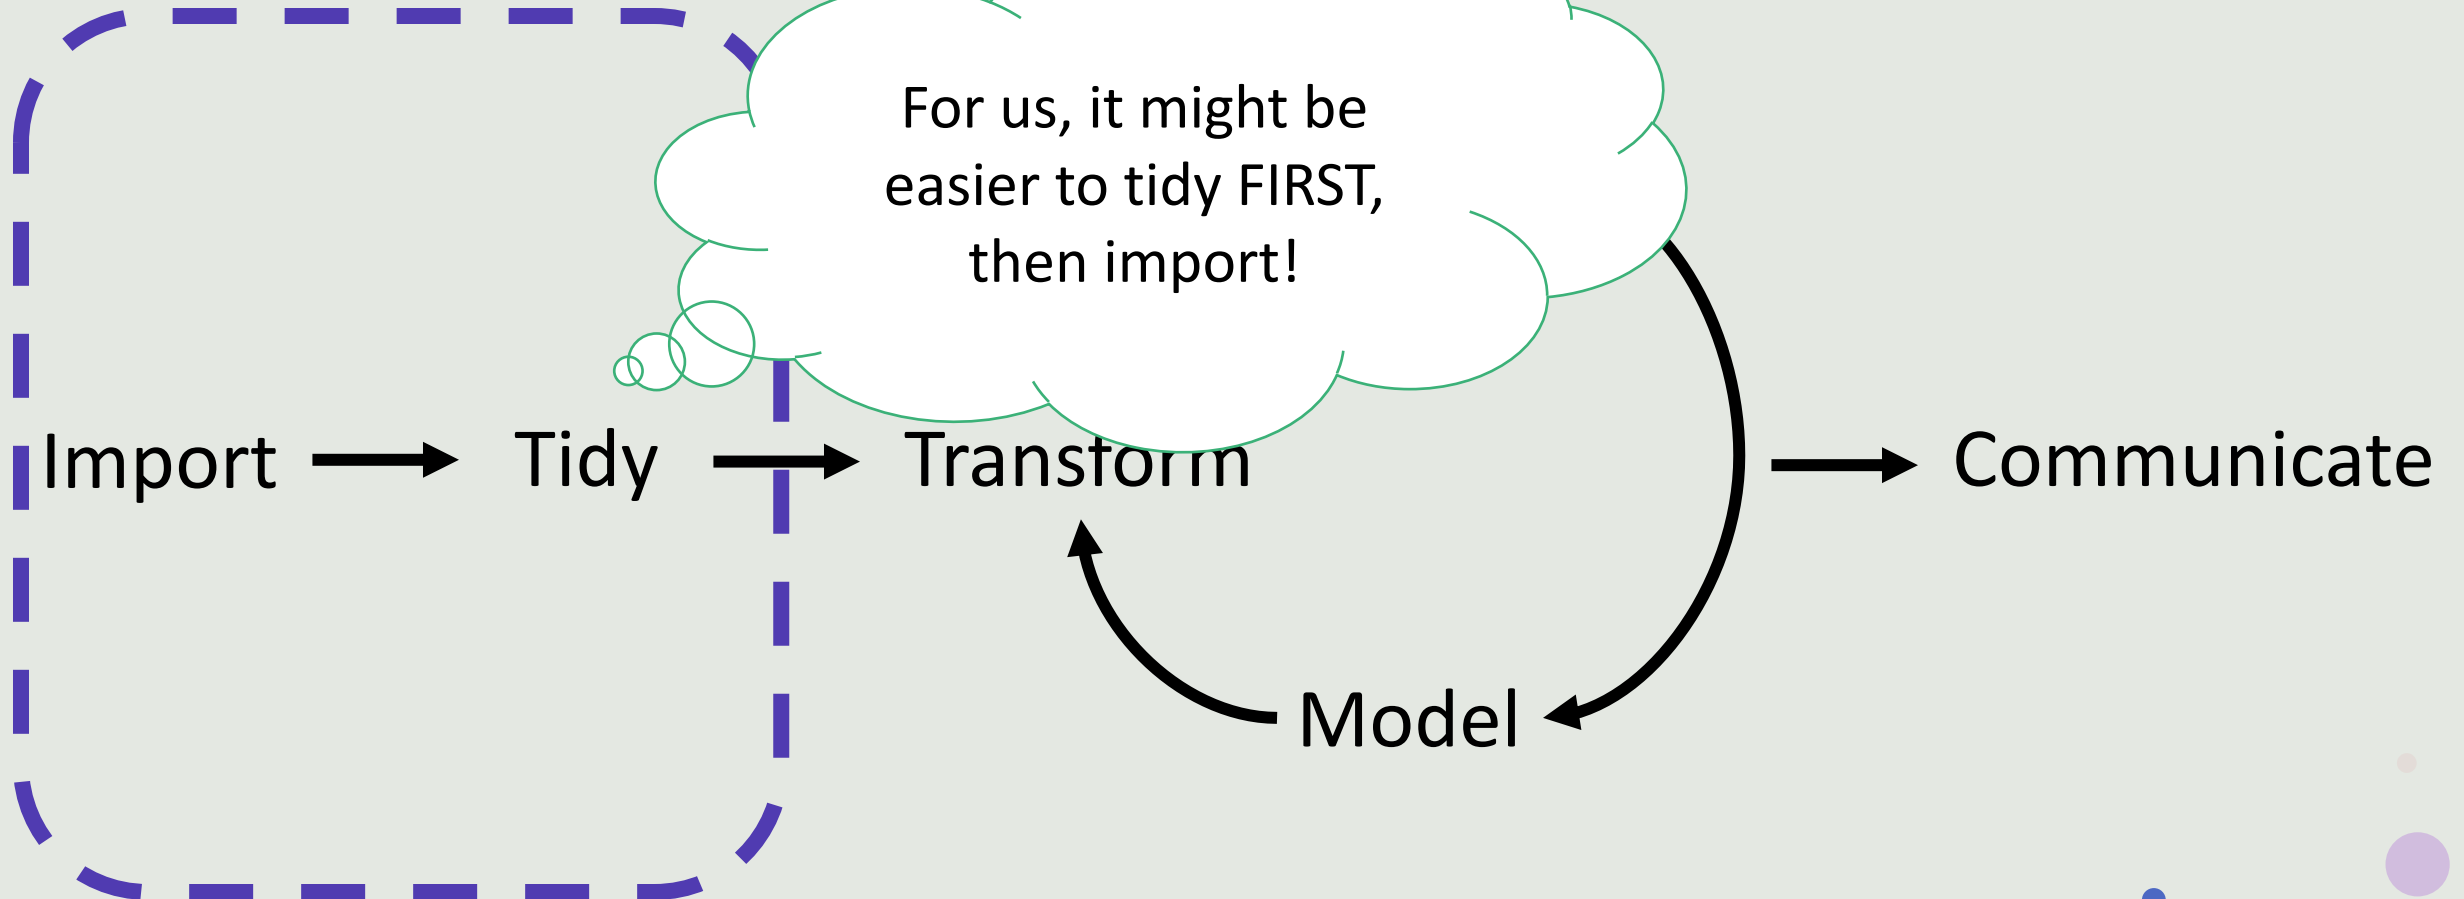 For us, it might be
easier to tidy FIRST,
then import!
Import
Tidy
Transform
Communicate
Model